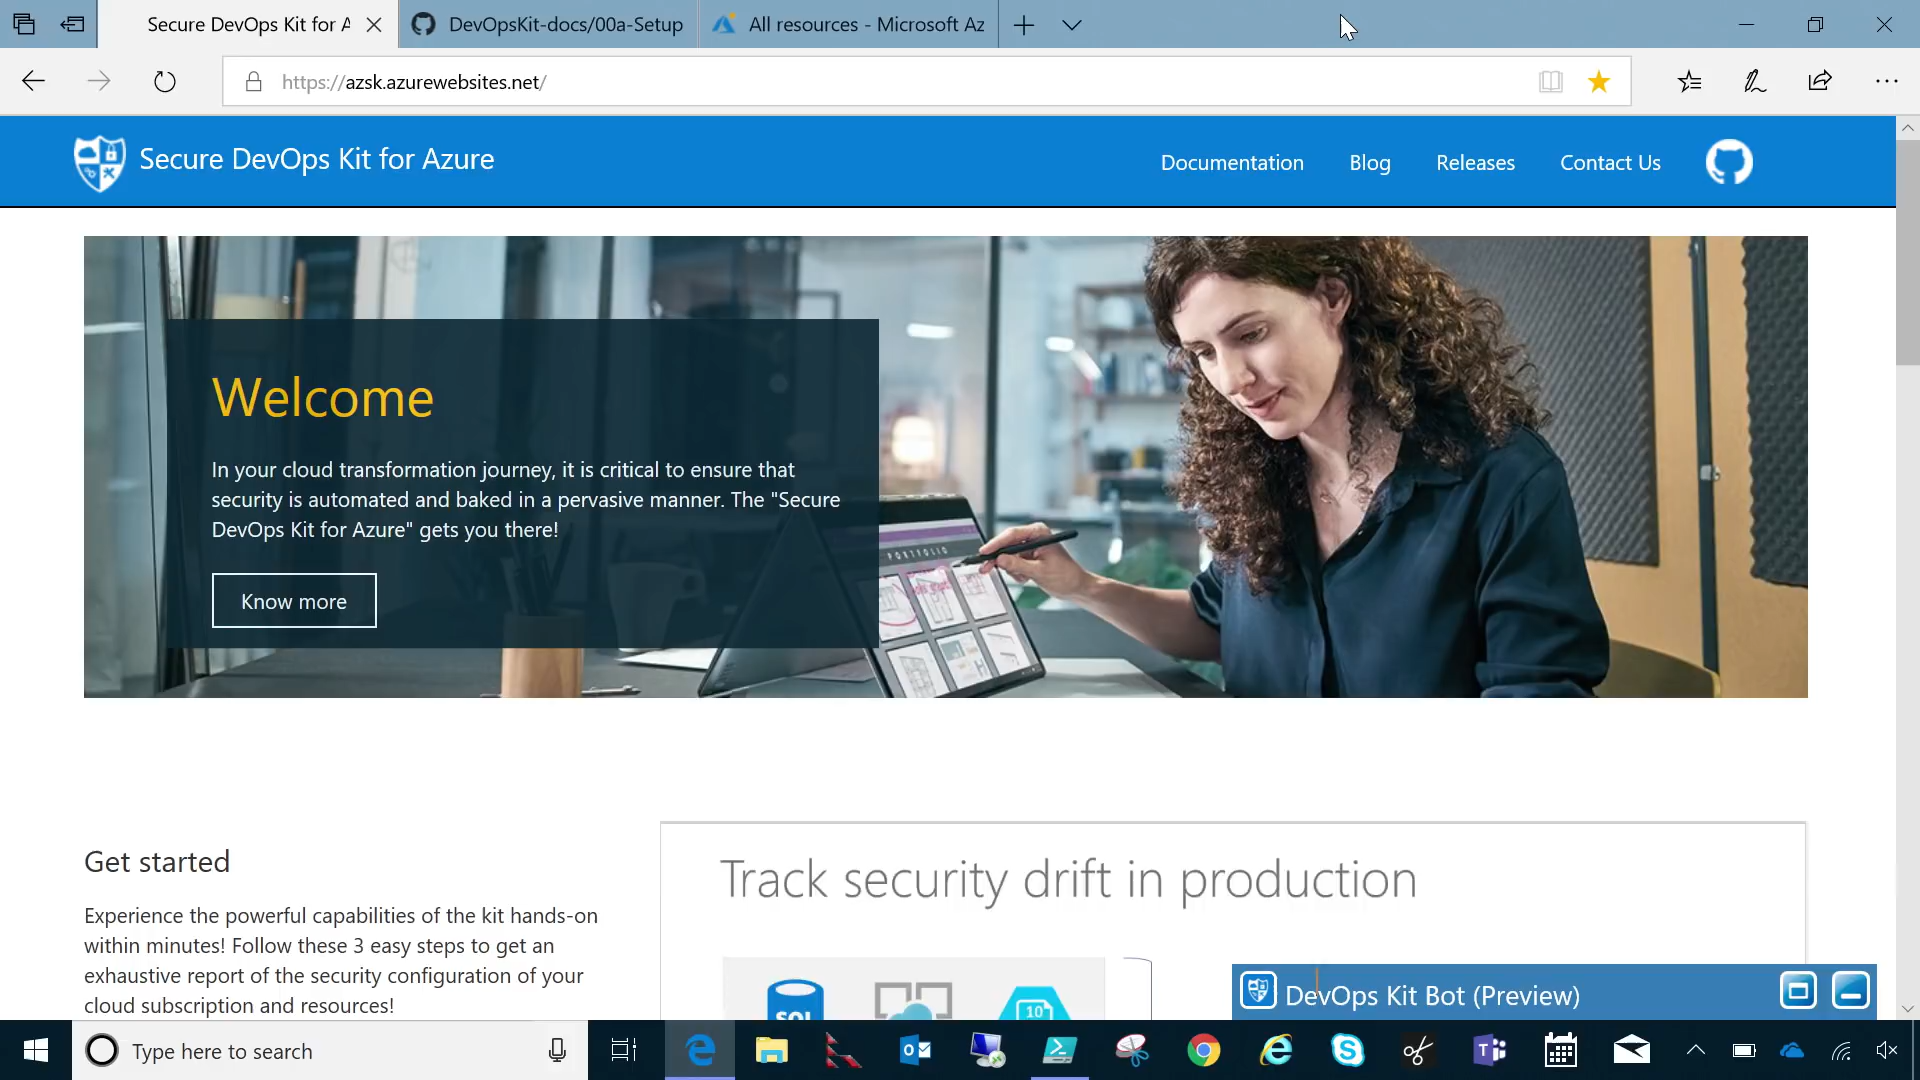 Secure DevOps Kit for A
DevOpsKit-docs/00a-Setup
All resources - Microsoft Az
https://azsk.azurewebsites.net/
Secure DevOps Kit for Azure
Documentation
Blog
Releases
Contact Us
Welcome
In your cloud transformation journey, it is critical to ensure that
security is automated and baked in a pervasive manner. The "Secure
DevOps Kit for Azure" gets you there!
Know more
PORTFOLIO
Get started
Experience the powerful capabilities of the kit hands-on
within minutes! Follow these 3 easy steps to get an
exhaustive report of the security configuration of your
cloud subscription and resources!
Track security drift in production
SQL
10
DevOps Kit Bot (Preview)
Type here to search